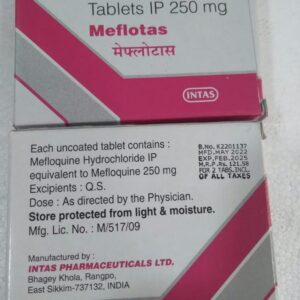 Tablets IP 250 mg
Meflotas
मेफ्लोटास
INTAS
Each uncoated tablet contains :
Mefloquine Hydrochloride IP
equivalent to Mefloquine 250 mg
Excipients : Q.S.
Dose : As directed by the Physician.
Store protected from light & moisture.
Mfg. Lic. No. : M/517/09
B.No. K2201137
MFD. MAY 2022
EXP. FEB. 2025
M.R.P. RS. 121.58
FOR 2 TABS. INCL.
OF ALL TAXES
Manufactured by :
INTAS PHARMACEUTICALS LTD.
Bhagey Khola, Rangpo,
East Sikkim-737132, INDIA